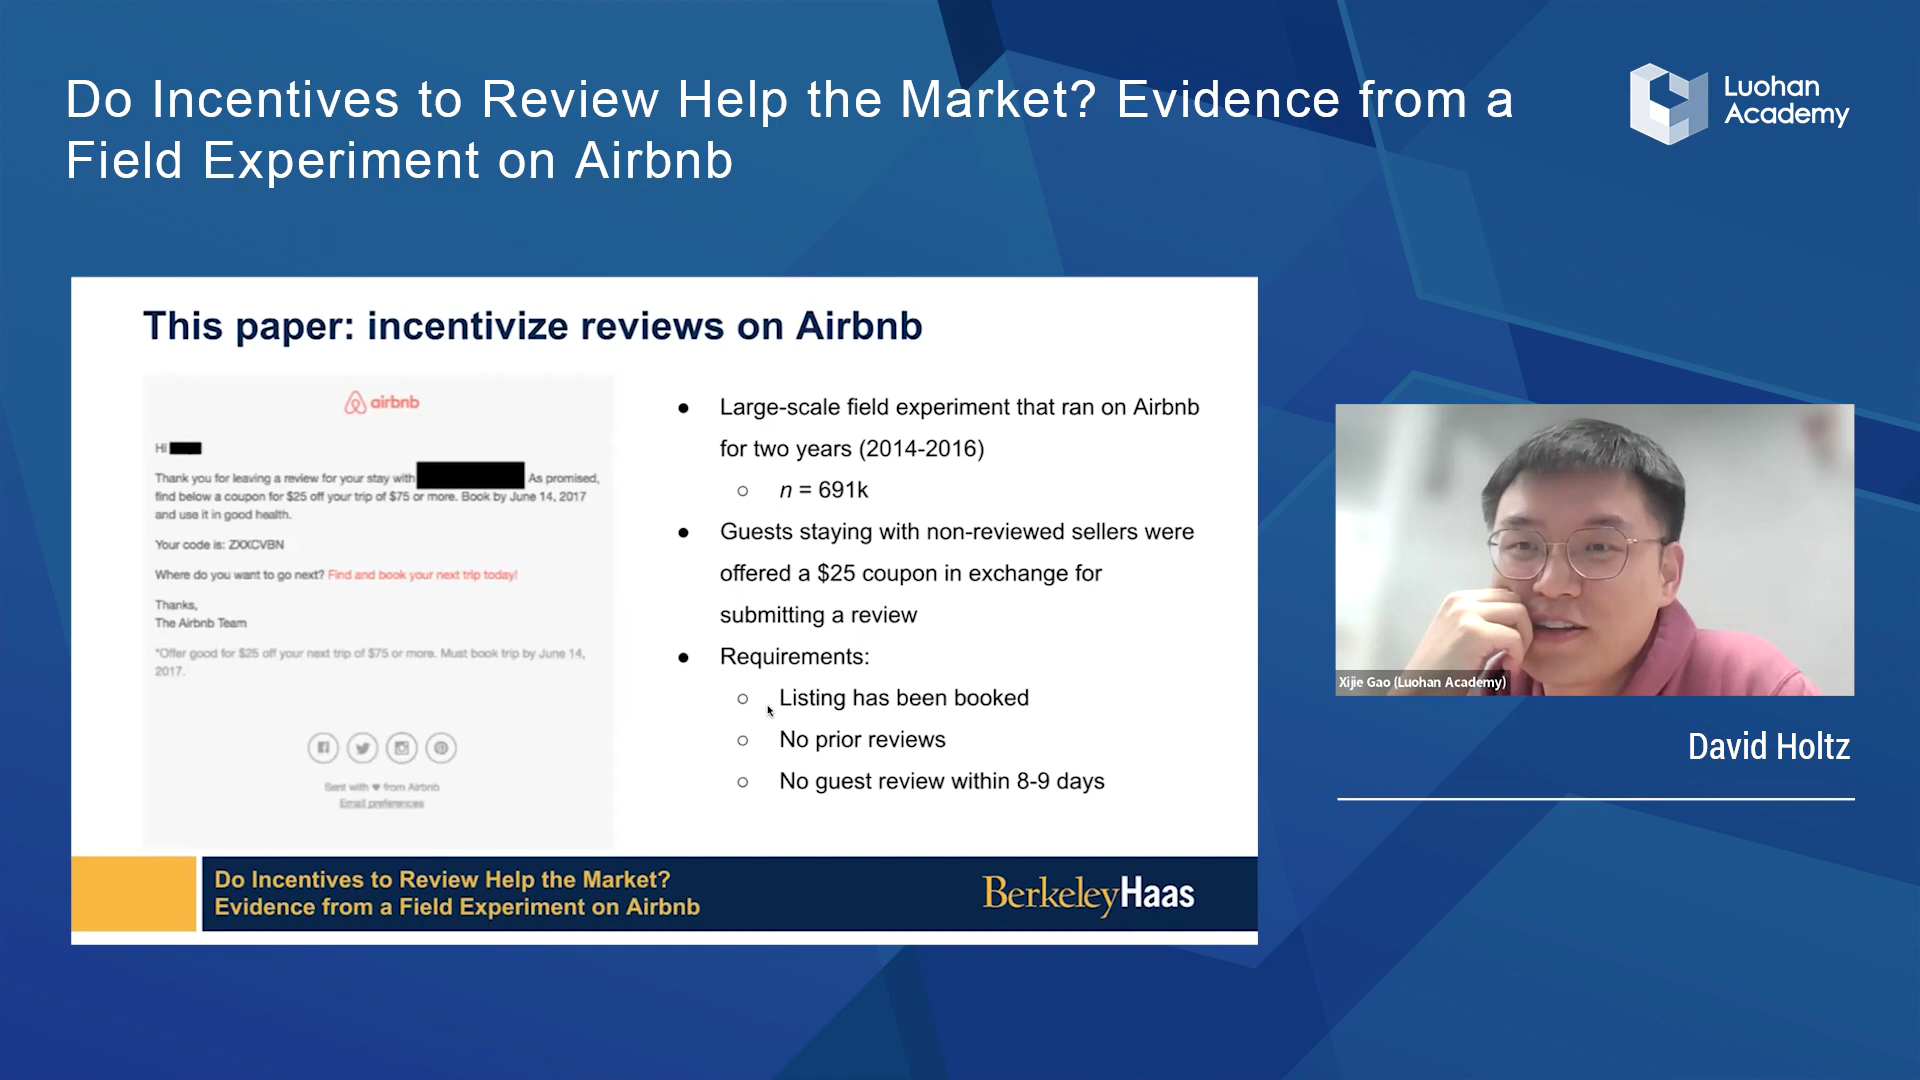 Do Incentives to Review Help the Market? Evidence from a
Field Experiment on Airbnb
Luohan
Academy
This paper: incentivize reviews on Airbnb
airbnb
Hi
Thank you for leaving a review for your stay with As promised,
find below a coupon for $25 off your trip of $75 or more. Book by June 14, 2017
and use it in good health.
Your code is: ZXXCVBN
Where do you want to go next? Find and book your next trip today!
Thanks,
The Airbnb Team
*Offer good for $25 off your next trip of $75 or more. Must book trip by June 14,
2017.
Sent with ♥ from Airbnb
Email preferences
● Large-scale field experiment that ran on Airbnb
for two years (2014-2016)
○ n = 691k
● Guests staying with non-reviewed sellers were
offered a $25 coupon in exchange for
submitting a review
● Requirements:
○ Listing has been booked
○ No prior reviews
○ No guest review within 8-9 days
Do Incentives to Review Help the Market?
Evidence from a Field Experiment on Airbnb
BerkeleyHaas
Xijie Gao (Luohan Academy)
David Holtz